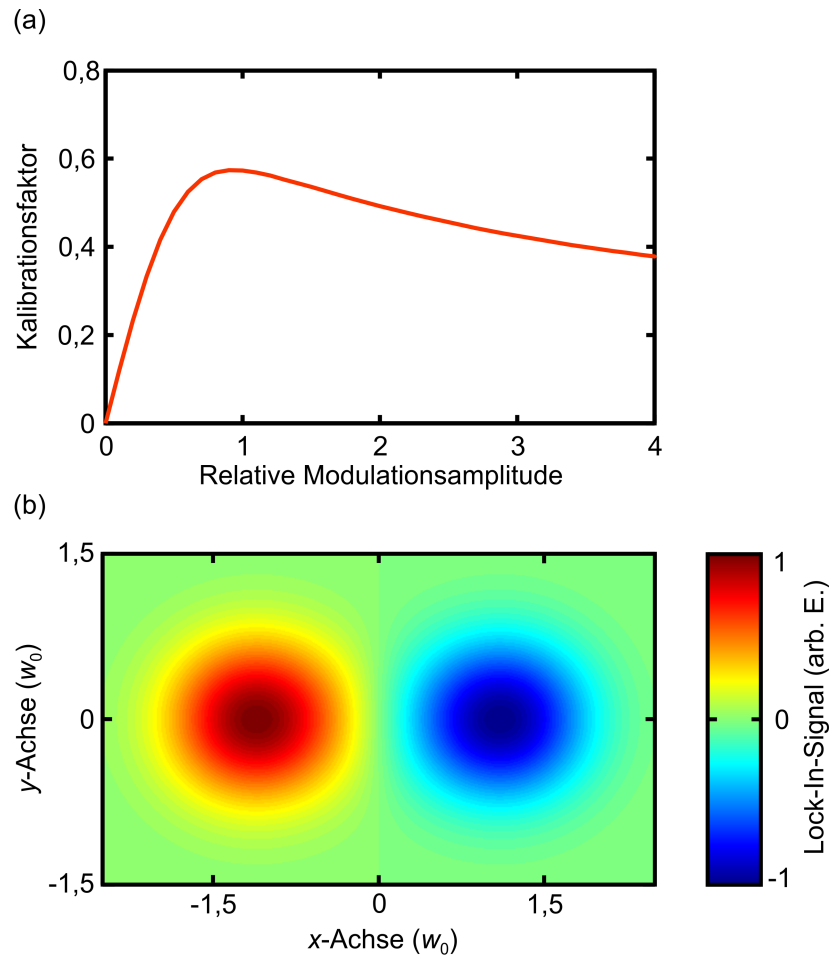 (a)
0,8
0,6
0,4
0,2
0
Kalibrationsfaktor
0 1 2 3 4
Relative Modulationsamplitude
(b)
1,5
0
-1,5
y-Achse (w0)
-1,5 0 1,5
x-Achse (w0)
1
0
-1
Lock-In-Signal (arb. E.)